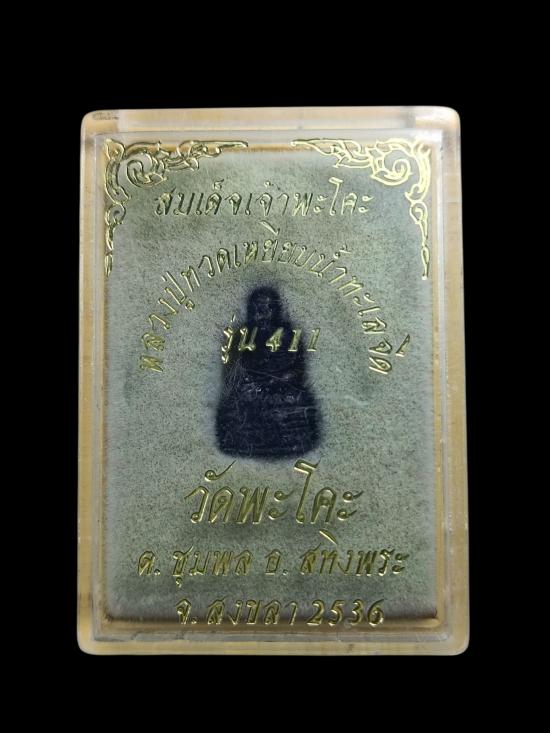 สมเด็จเจ้าพะโคะ
หลวงปู่ทวดเหยียบน้ำทะเลจืด
รุ่น 411
วัดพะโคะ
ต. ชุมพล อ. สทิงพระ
จ. สงขลา 2536